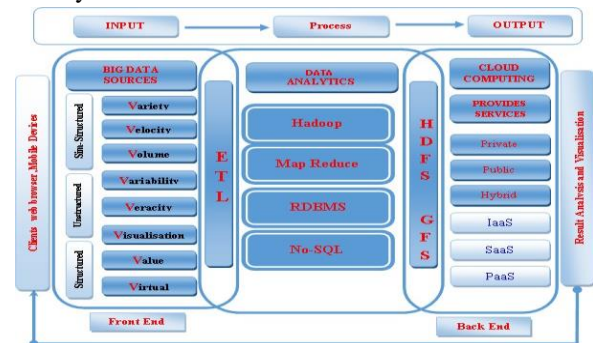 INPUT
Process
OUTPUT
Clients web browser ,Mobile Devices
BIG DATA
SOURCES
Sim-Structured
Unstructured
Structured
Variety
Velocity
Volume
Variability
Veracity
Visualisation
Value
Virtual
Front End
E
T
L
DATA
ANALYTICS
Hadoop
Map Reduce
RDBMS
No-SQL
H
D
F
S
G
F
S
CLOUD
COMPUTING
PROVIDES
SERVICES
Private
Public
Hybrid
IaaS
SaaS
PaaS
Back End
Result Analysis and Visualisation